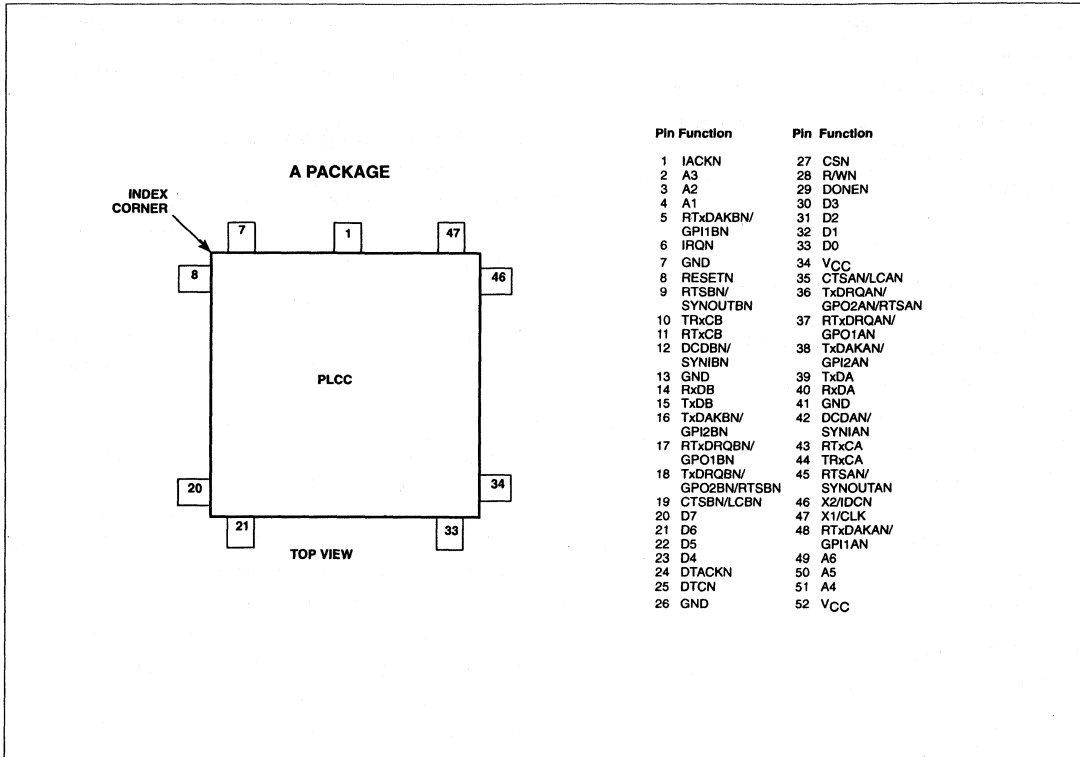 A PACKAGE
INDEX
CORNER
7
1
47
8
46
PLCC
20
34
21
33
TOP VIEW
Pin Function
1 IACKN
2 A3
3 A2
4 A1
5 RTxDAKBN/
GPI1BN
6 IRQN
7 GND
8 RESETN
9 RTSBN/
SYNOUTBN
10 TRxCB
11 RTxCB
12 DCDBN/
SYNIBN
13 GND
14 RxDB
15 TxDB
16 TxDAKBN/
GPI2BN
17 RTxDRQBN/
GPO1BN
18 TxDRQBN/
GPO2BN/RTSBN
19 CTSBN/LCBN
20 D7
21 D6
22 D5
23 D4
24 DTACKN
25 DTCN
26 GND
Pin Function
27 CSN
28 R/WN
29 DONEN
30 D3
31 D2
32 D1
33 D0
34 VCC
35 CTSAN/LCAN
36 TxDRQAN/
GPO2AN/RTSAN
37 RTxDRQAN/
GPO1AN
38 TxDAKAN/
GPI2AN
39 TxDA
40 RxDA
41 GND
42 DCDAN/
SYNIAN
43 RTxCA
44 TRxCA
45 RTSAN/
SYNOUTAN
46 X2/IDCN
47 X1/CLK
48 RTxDAKAN/
GPI1AN
49 A6
50 A5
51 A4
52 VCC